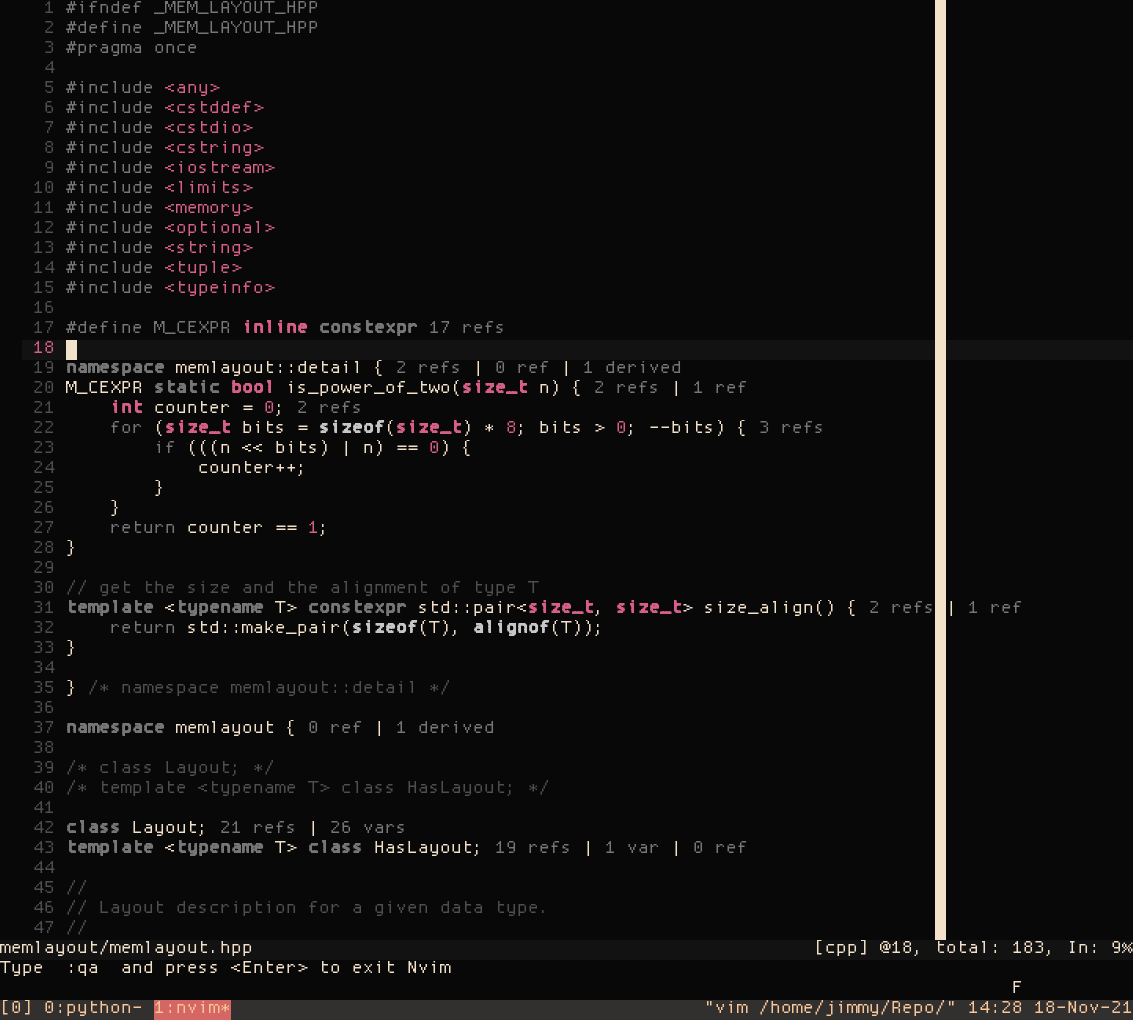 1 #ifndef _MEM_LAYOUT_HPP
2 #define _MEM_LAYOUT_HPP
3 #pragma once
4
5 #include <any>
6 #include <cstddef>
7 #include <cstdio>
8 #include <cstring>
9 #include <iostream>
10 #include <limits>
11 #include <memory>
12 #include <optional>
13 #include <string>
14 #include <tuple>
15 #include <typeinfo>
16
17 #define M_CEXPR inline constexpr 17 refs
18
19 namespace memlayout::detail { 2 refs | 0 ref | 1 derived
20 M_CEXPR static bool is_power_of_two(size_t n) { 2 refs | 1 ref
21     int counter = 0; 2 refs
22     for (size_t bits = sizeof(size_t) * 8; bits > 0; --bits) { 3 refs
23         if (((n << bits) | n) == 0) {
24             counter++;
25         }
26     }
27     return counter == 1;
28 }
29
30 // get the size and the alignment of type T
31 template <typename T> constexpr std::pair<size_t, size_t> size_align() { 2 refs | 1 ref
32     return std::make_pair(sizeof(T), alignof(T));
33 }
34
35 } /* namespace memlayout::detail */
36
37 namespace memlayout { 0 ref | 1 derived
38
39 /* class Layout; */
40 /* template <typename T> class HasLayout; */
41
42 class Layout; 21 refs | 26 vars
43 template <typename T> class HasLayout; 19 refs | 1 var | 0 ref
44
45 //
46 // Layout description for a given data type.
47 //
memlayout/memlayout.hpp [cpp] @18, total: 183, In: 9%
Type  :qa  and press <Enter> to exit Nvim
F
[0] 0:python- 1:nvim* "vim /home/jimmy/Repo/" 14:28 18-Nov-21